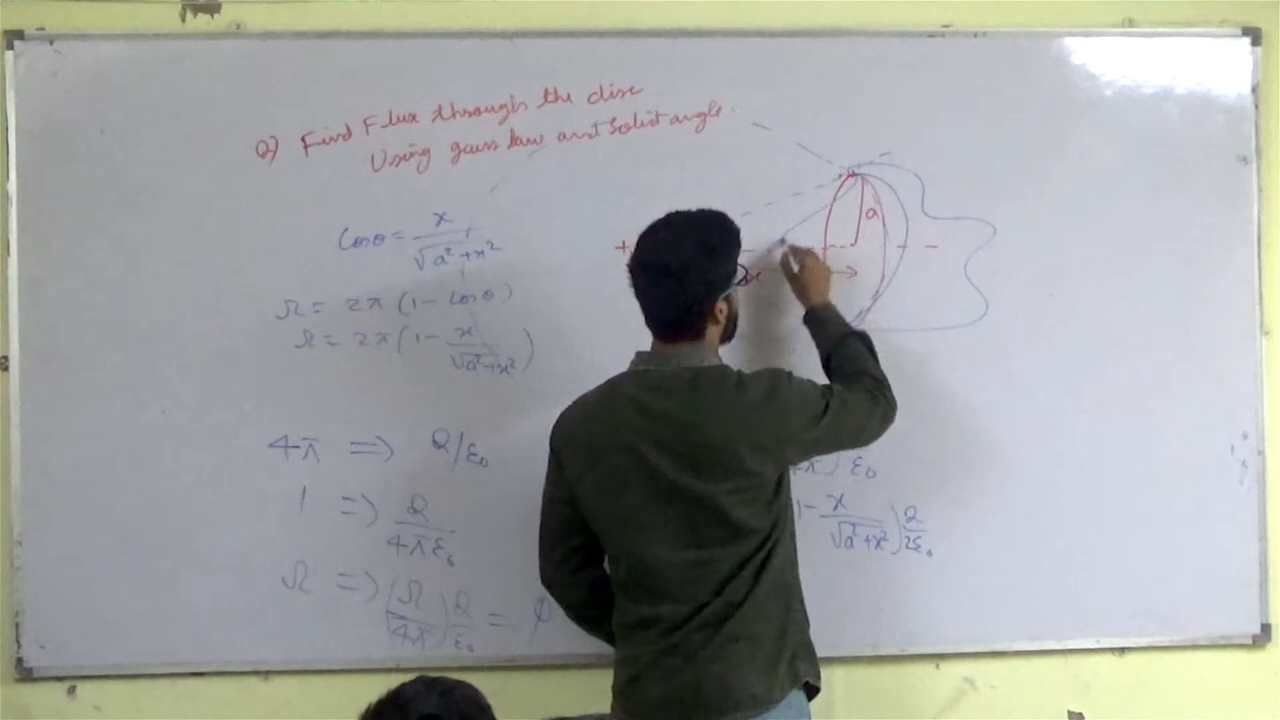 Q) Find Flux through the disc
Using gauss law and solid angle.
Cosθ = x / √(a²+x²)
Ω = 2π (1 - Cosθ)
Ω = 2π (1 - x / √(a²+x²))
4π ⇒ Q/ε₀
1 ⇒ Q / 4πε₀
Ω ⇒ (Ω / 4π) Q / ε₀ = φ
+
a
x
-
ε₀
1 - x / √(a²+x²) ) Q / 2ε₀